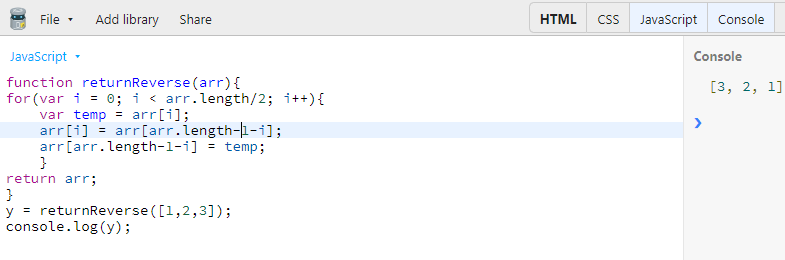 File Add library Share HTML CSS JavaScript Console
JavaScript
function returnReverse(arr){
for(var i = 0; i < arr.length/2; i++){
    var temp = arr[i];
    arr[i] = arr[arr.length-1-i];
    arr[arr.length-1-i] = temp;
    }
return arr;
}
y = returnReverse([1,2,3]);
console.log(y);
Console
[3, 2, 1]